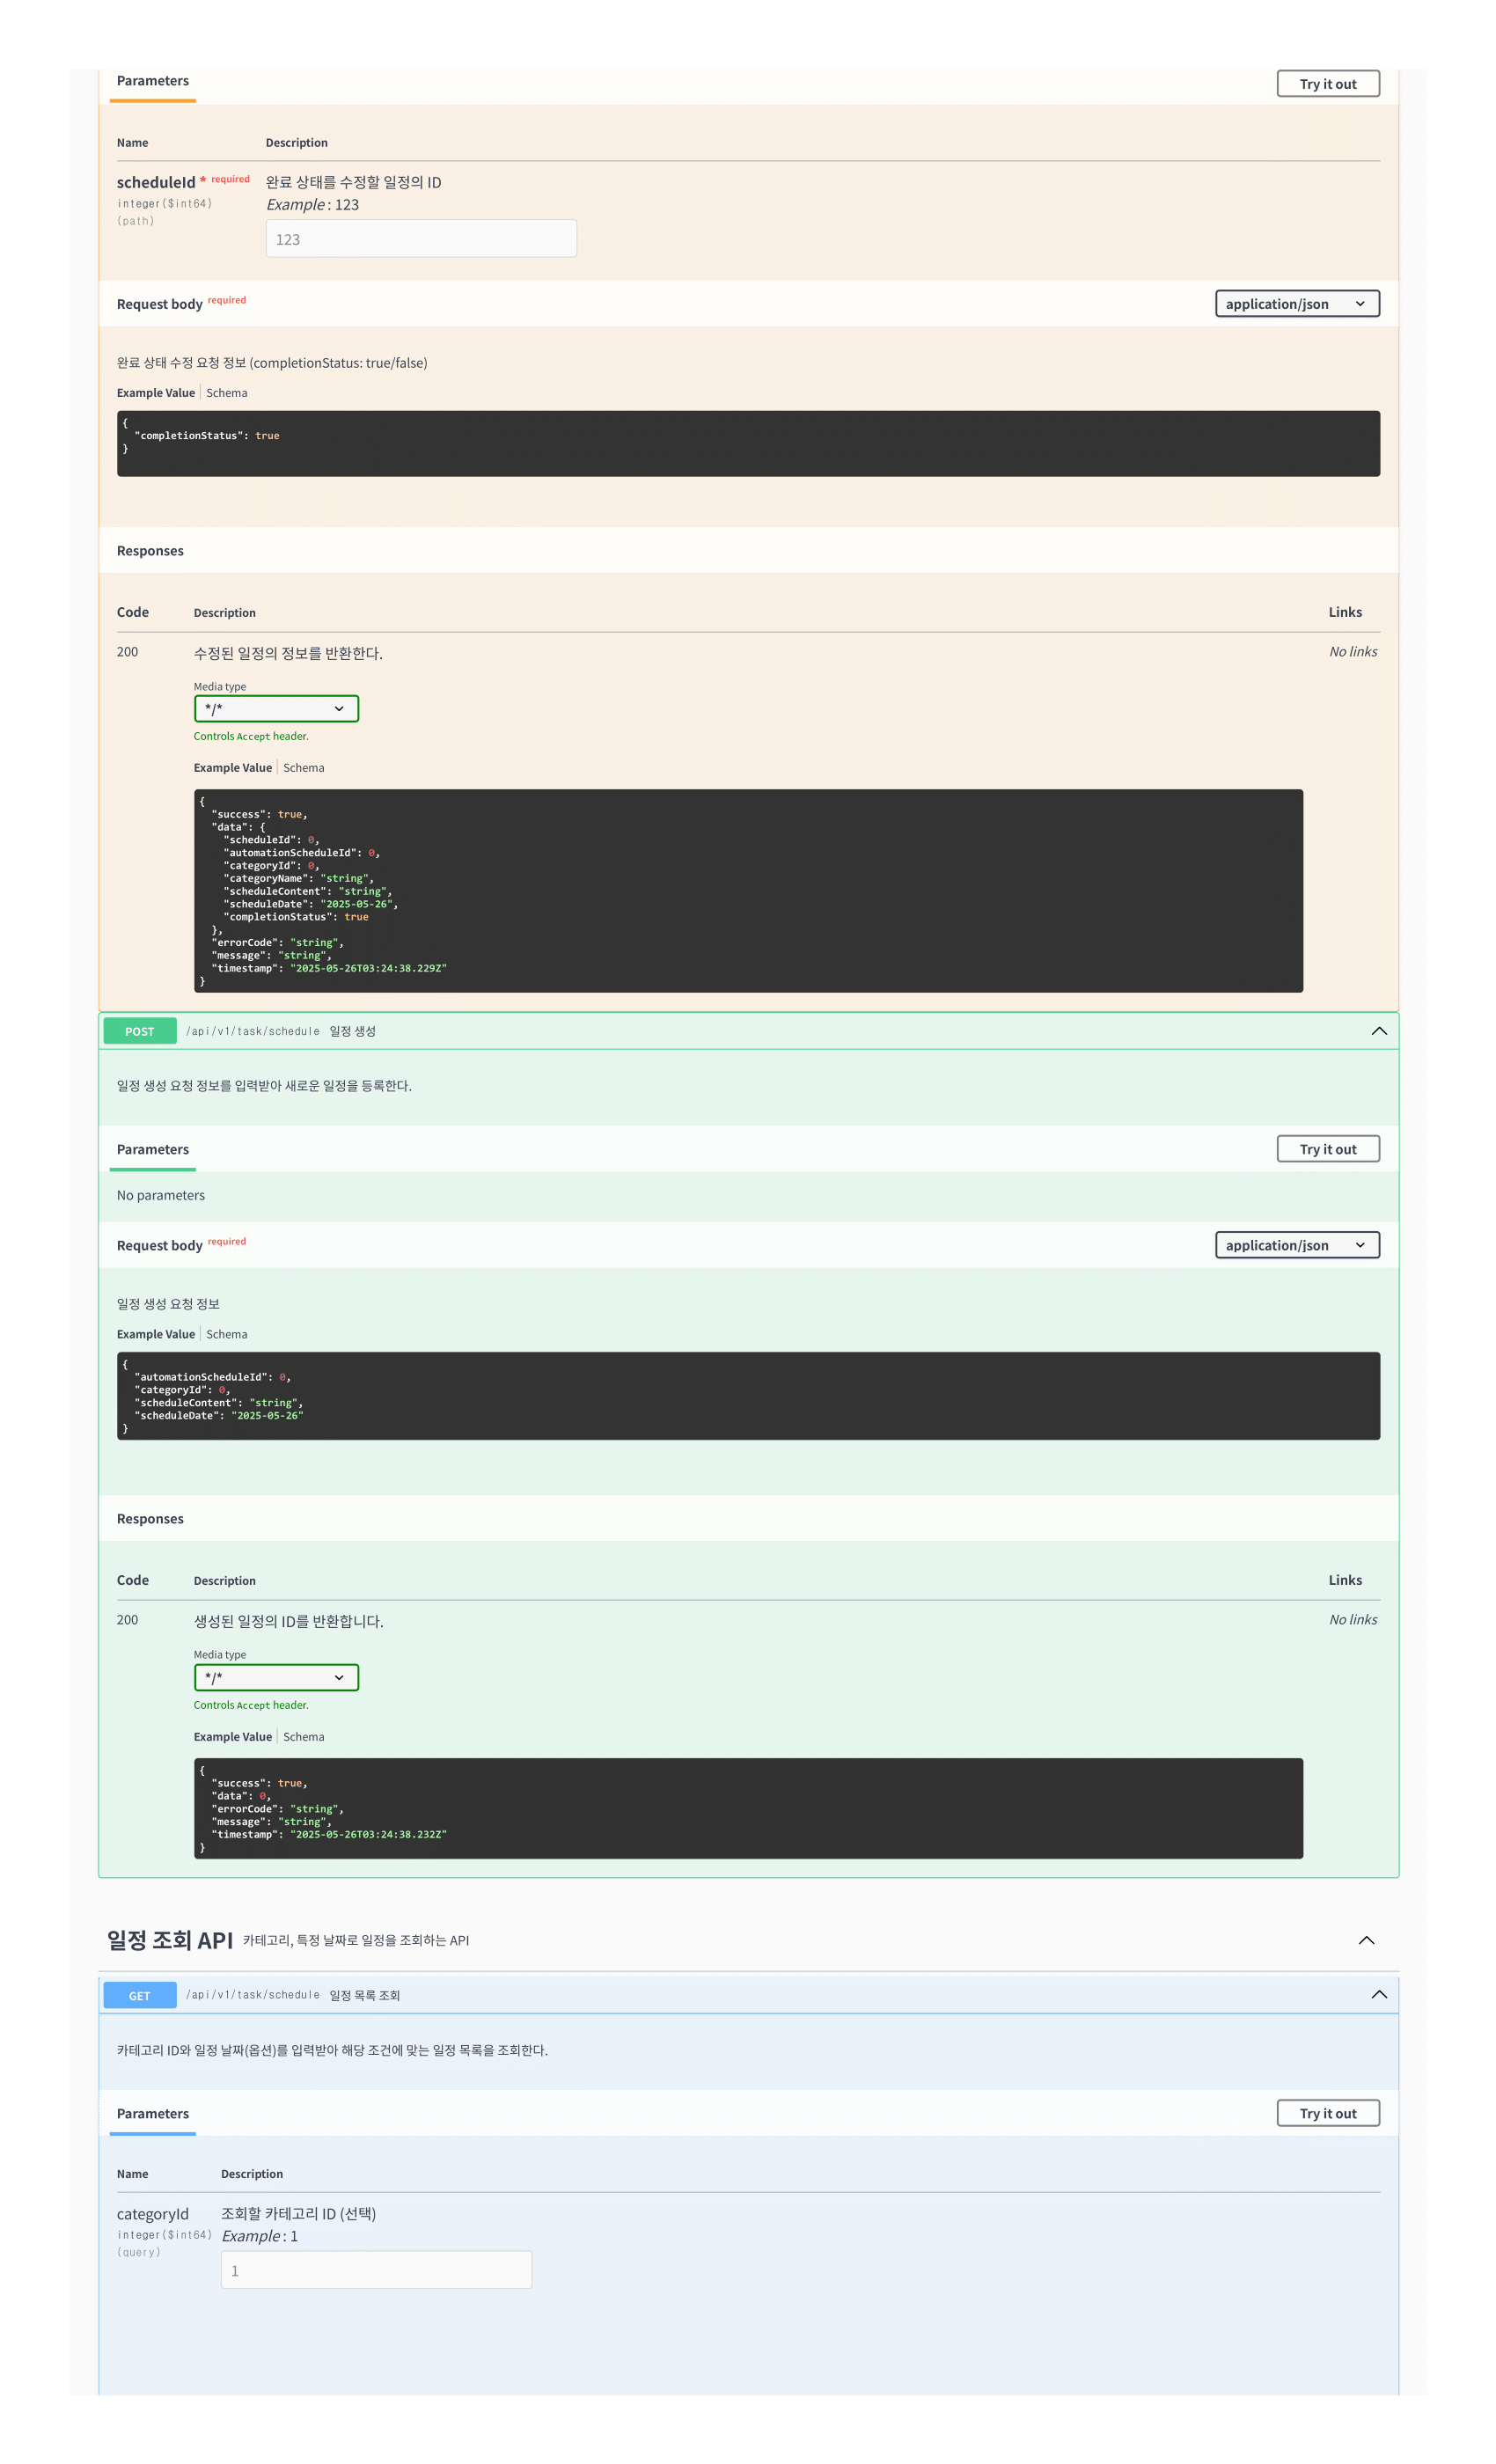 Parameters
Try it out
Name Description
scheduleId * required 완료 상태를 수정할 일정의 ID
integer($int64)
Example : 123
(path)
123
Request body required
application/json
완료 상태 수정 요청 정보 (completionStatus: true/false)
Example Value | Schema
{
  "completionStatus": true
}
Responses
Code Description Links
200 수정된 일정의 정보를 반환한다. No links
Media type
*/*
Controls Accept header.
Example Value | Schema
{
  "success": true,
  "data": {
    "scheduleId": 0,
    "automationScheduleId": 0,
    "categoryId": 0,
    "categoryName": "string",
    "scheduleContent": "string",
    "scheduleDate": "2025-05-26",
    "completionStatus": true
  },
  "errorCode": "string",
  "message": "string",
  "timestamp": "2025-05-26T03:24:38.229Z"
}
POST /api/v1/task/schedule 일정 생성
일정 생성 요청 정보를 입력받아 새로운 일정을 등록한다.
Parameters
Try it out
No parameters
Request body required
application/json
일정 생성 요청 정보
Example Value | Schema
{
  "automationScheduleId": 0,
  "categoryId": 0,
  "scheduleContent": "string",
  "scheduleDate": "2025-05-26"
}
Responses
Code Description Links
200 생성된 일정의 ID를 반환합니다. No links
Media type
*/*
Controls Accept header.
Example Value | Schema
{
  "success": true,
  "data": 0,
  "errorCode": "string",
  "message": "string",
  "timestamp": "2025-05-26T03:24:38.232Z"
}
일정 조회 API 카테고리, 특정 날짜로 일정을 조회하는 API
GET /api/v1/task/schedule 일정 목록 조회
카테고리 ID와 일정 날짜(옵션)를 입력받아 해당 조건에 맞는 일정 목록을 조회한다.
Parameters
Try it out
Name Description
categoryId 조회할 카테고리 ID (선택)
integer($int64)
Example : 1
(query)
1